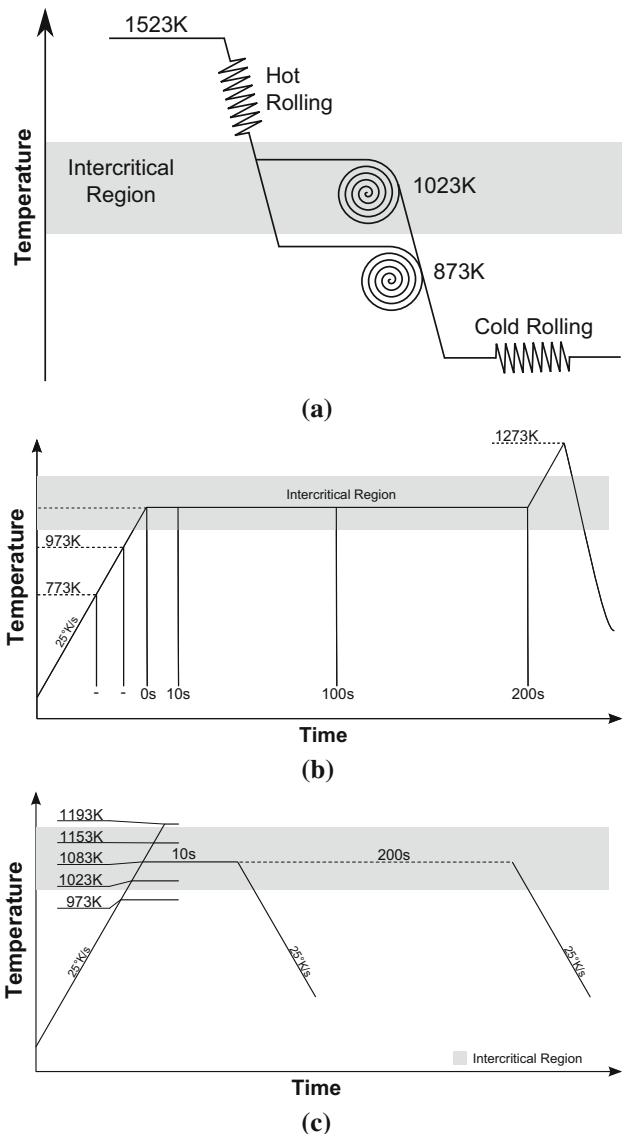 1523K
Hot
Rolling
Intercritical
Region
1023K
873K
Cold Rolling
Temperature
(a)
1273K
Intercritical Region
973K
773K
25°K/s
- - 0s 10s 100s 200s
Temperature
Time
(b)
1193K
1153K
1083K
1023K
973K
10s
200s
25°K/s
25°K/s
25°K/s
Temperature
Intercritical Region
Time
(c)